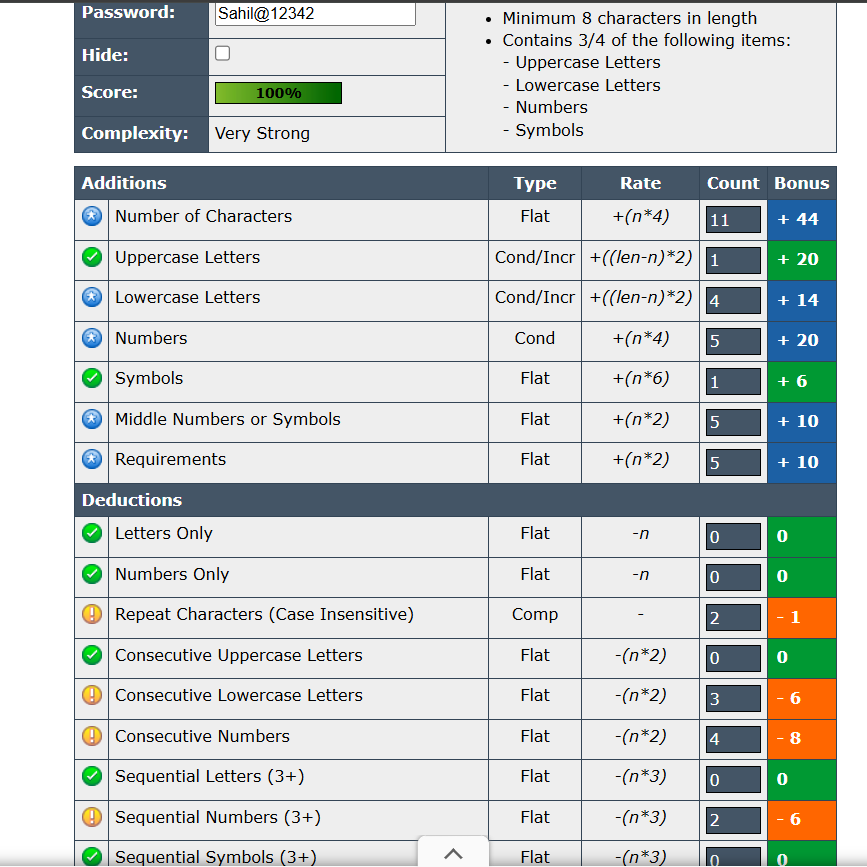 Password: Sahil@12342
• Minimum 8 characters in length
• Contains 3/4 of the following items:
- Uppercase Letters
- Lowercase Letters
- Numbers
- Symbols
Hide:
Score: 100%
Complexity: Very Strong
Additions Type Rate Count Bonus
Number of Characters Flat +(n*4) 11 + 44
Uppercase Letters Cond/Incr +((len-n)*2) 1 + 20
Lowercase Letters Cond/Incr +((len-n)*2) 4 + 14
Numbers Cond +(n*4) 5 + 20
Symbols Flat +(n*6) 1 + 6
Middle Numbers or Symbols Flat +(n*2) 5 + 10
Requirements Flat +(n*2) 5 + 10
Deductions
Letters Only Flat -n 0 0
Numbers Only Flat -n 0 0
Repeat Characters (Case Insensitive) Comp - 2 - 1
Consecutive Uppercase Letters Flat -(n*2) 0 0
Consecutive Lowercase Letters Flat -(n*2) 3 - 6
Consecutive Numbers Flat -(n*2) 4 - 8
Sequential Letters (3+) Flat -(n*3) 0 0
Sequential Numbers (3+) Flat -(n*3) 2 - 6
Sequential Symbols (3+) Flat -(n*3) 0 0